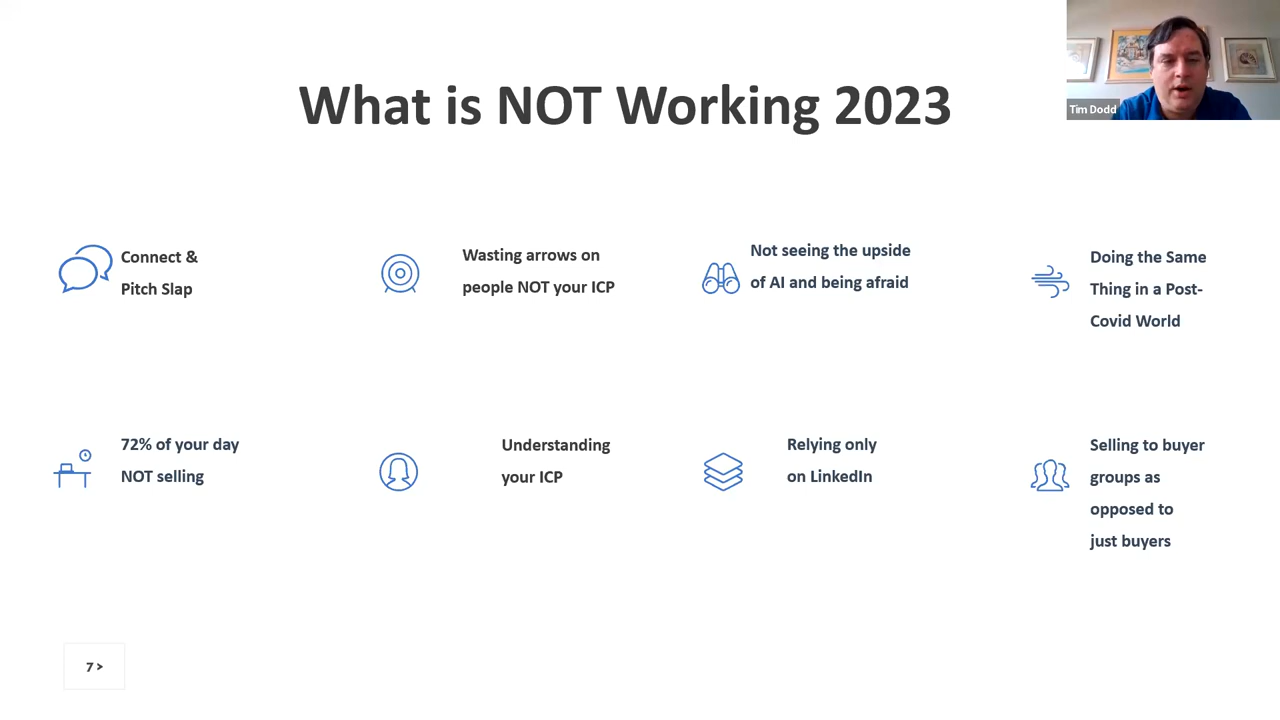 What is NOT Working 2023
Tim Dodd
Connect &
Pitch Slap
Wasting arrows on
people NOT your ICP
Not seeing the upside
of AI and being afraid
Doing the Same
Thing in a Post-
Covid World
72% of your day
NOT selling
Understanding
your ICP
Relying only
on LinkedIn
Selling to buyer
groups as
opposed to
just buyers
7 >